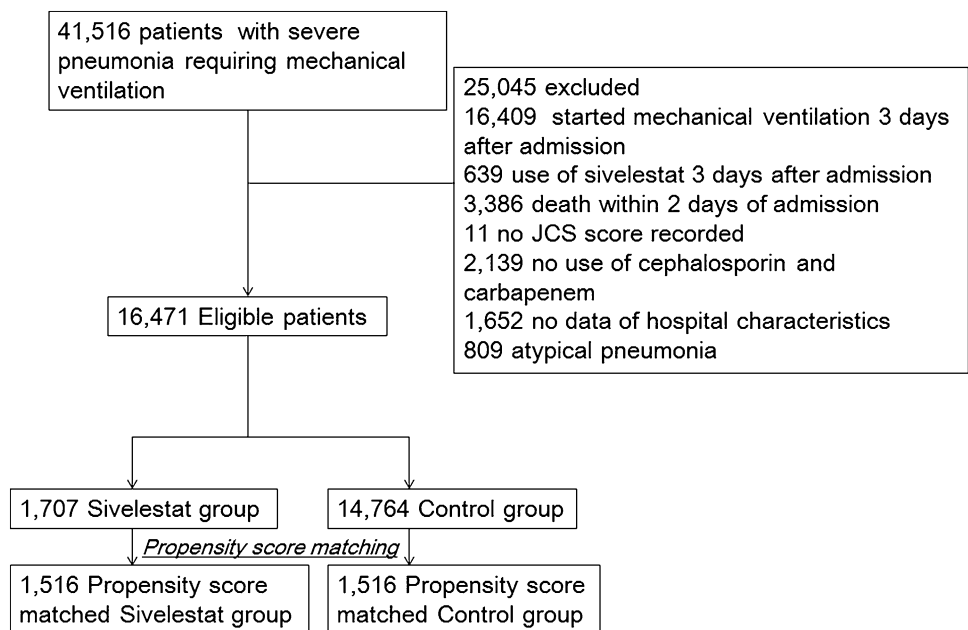 41,516 patients with severe
pneumonia requiring mechanical
ventilation
25,045 excluded
16,409 started mechanical ventilation 3 days
after admission
639 use of sivelestat 3 days after admission
3,386 death within 2 days of admission
11 no JCS score recorded
2,139 no use of cephalosporin and
carbapenem
1,652 no data of hospital characteristics
809 atypical pneumonia
16,471 Eligible patients
1,707 Sivelestat group
14,764 Control group
Propensity score matching
1,516 Propensity score
matched Sivelestat group
1,516 Propensity score
matched Control group